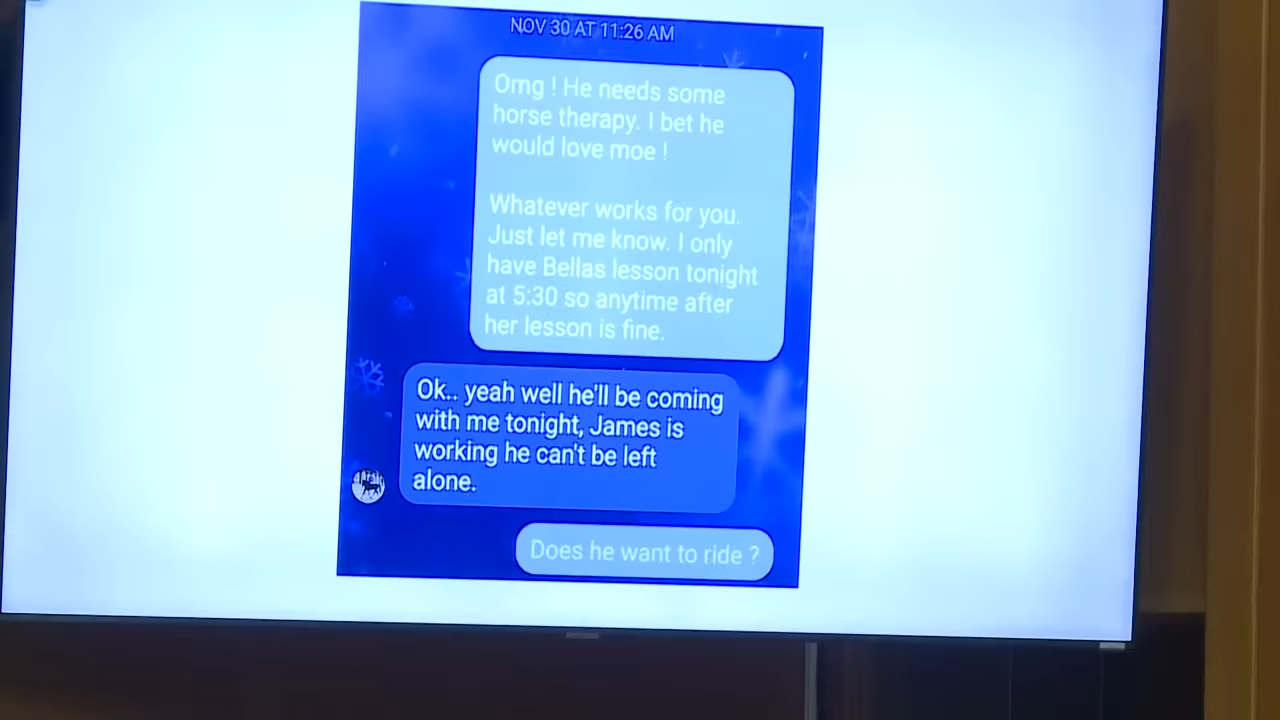 NOV 30 AT 11:26 AM
Omg ! He needs some
horse therapy. I bet he
would love moe !
Whatever works for you.
Just let me know. I only
have Bellas lesson tonight
at 5:30 so anytime after
her lesson is fine.
Ok.. yeah well he'll be coming
with me tonight, James is
working he can't be left
alone.
Does he want to ride ?